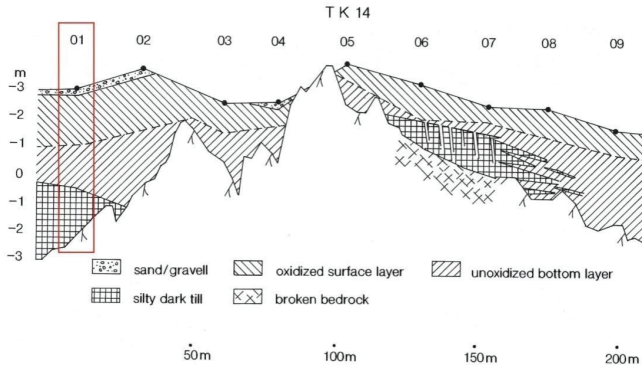 TK 14
01 02 03 04 05 06 07 08 09
m
-3
-2
-1
0
-1
-2
-3
sand/gravell oxidized surface layer unoxidized bottom layer
silty dark till broken bedrock
50m 100m 150m 200m